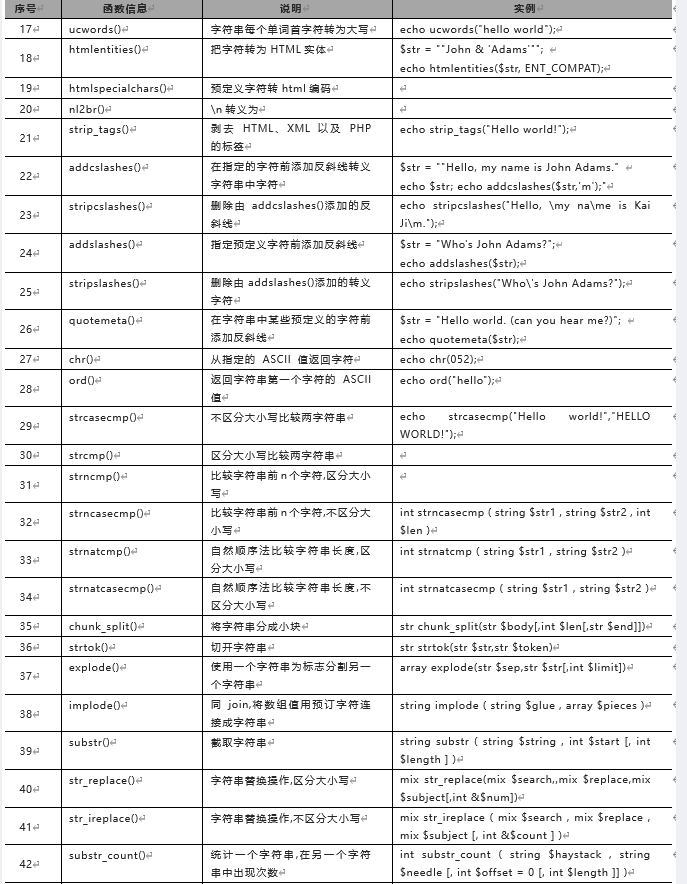 序号 函数信息 说明 实例
17 ucwords() 字符串每个单词首字符转为大写 echo ucwords("hello world");
18 htmlentities() 把字符转为 HTML 实体 $str = ""John & 'Adams'"";
echo htmlentities($str, ENT_COMPAT);
19 htmlspecialchars() 预定义字符转 html 编码
20 nl2br() \n 转义为
21 strip_tags() 剥去 HTML、XML 以及 PHP echo strip_tags("Hello world!");
的标签
22 addcslashes() 在指定的字符前添加反斜线转义 $str = ""Hello, my name is John Adams."
字符串中字符 echo $str; echo addcslashes($str,'m');"
23 stripcslashes() 删除由 addcslashes()添加的反 echo stripcslashes("Hello, \my na\me is Kai
斜线 Ji\m.");
24 addslashes() 指定预定义字符前添加反斜线 $str = "Who's John Adams?";
echo addslashes($str);
25 stripslashes() 删除由 addslashes()添加的转义 echo stripslashes("Who\'s John Adams?");
字符
26 quotemeta() 在字符串中某些预定义的字符前 $str = "Hello world. (can you hear me?)";
添加反斜线 echo quotemeta($str);
27 chr() 从指定的 ASCII 值返回字符 echo chr(052);
28 ord() 返回字符串第一个字符的 ASCII echo ord("hello");
值
29 strcasecmp() 不区分大小写比较两字符串 echo strcasecmp("Hello world!","HELLO
WORLD!");
30 strcmp() 区分大小写比较两字符串
31 strncmp() 比较字符串前 n 个字符,区分大小
写
32 strncasecmp() 比较字符串前 n 个字符,不区分大 int strncasecmp ( string $str1 , string $str2 , int
小写 $len )
33 strnatcmp() 自然顺序法比较字符串长度,区 int strnatcmp ( string $str1 , string $str2 )
分大小写
34 strnatcasecmp() 自然顺序法比较字符串长度,不 int strnatcasecmp ( string $str1 , string $str2 )
区分大小写
35 chunk_split() 将字符串分成小块 str chunk_split(str $body[,int $len[,str $end]])
36 strtok() 切开字符串 str strtok(str $str,str $token)
37 explode() 使用一个字符串为标志分割另一 array explode(str $sep,str $str[,int $limit])
个字符串
38 implode() 同 join,将数组值用预订字符连 string implode ( string $glue , array $pieces )
接成字符串
39 substr() 截取字符串 string substr ( string $string , int $start [, int
$length ] )
40 str_replace() 字符串替换操作,区分大小写 mix str_replace(mix $search,,mix $replace,mix
$subject[,int &$num])
41 str_ireplace() 字符串替换操作,不区分大小写 mix str_ireplace ( mix $search , mix $replace ,
mix $subject [, int &$count ] )
42 substr_count() 统计一个字符串,在另一个字符 int substr_count ( string $haystack , string
串中出现次数 $needle [, int $offset = 0 [, int $length ]] )